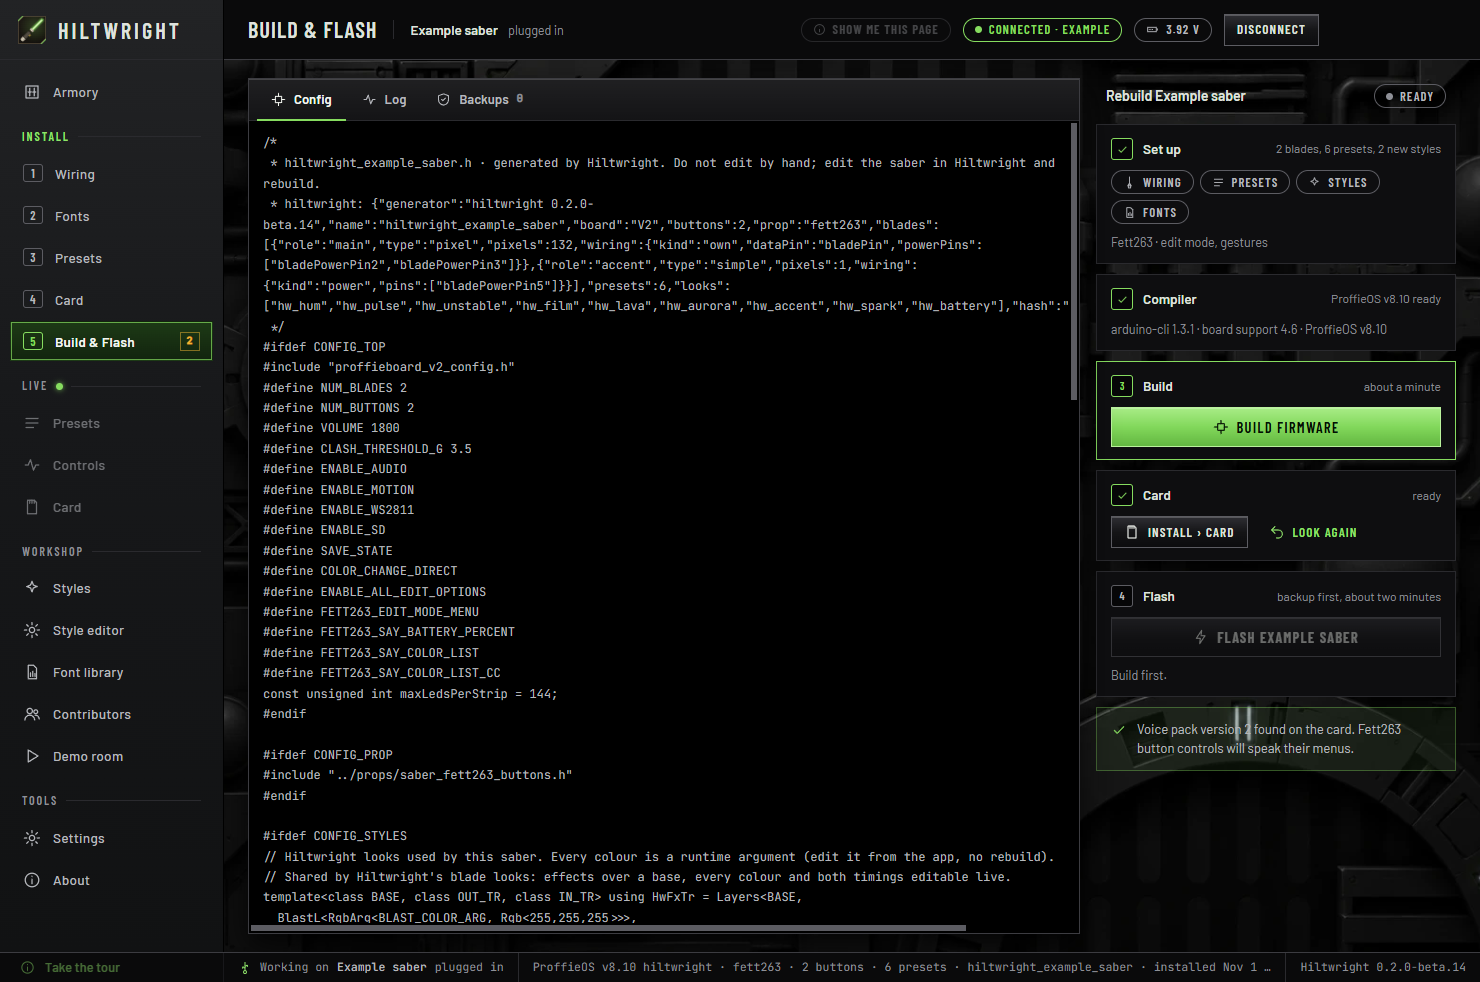 HILTWRIGHT
BUILD & FLASH
Example saber plugged in
SHOW ME THIS PAGE
CONNECTED · EXAMPLE
3.92 V
DISCONNECT
Armory
INSTALL
1 Wiring
2 Fonts
3 Presets
4 Card
5 Build & Flash 2
LIVE
Presets
Controls
Card
WORKSHOP
Styles
Style editor
Font library
Contributors
Demo room
TOOLS
Settings
About
Take the tour
Config Log Backups 0
/*
* hiltwright_example_saber.h · generated by Hiltwright. Do not edit by hand; edit the saber in Hiltwright and
rebuild.
* hiltwright: {"generator":"hiltwright 0.2.0-
beta.14","name":"hiltwright_example_saber","board":"V2","buttons":2,"prop":"fett263","blades":
[{"role":"main","type":"pixel","pixels":132,"wiring":{"kind":"own","dataPin":"bladePin","powerPins":
["bladePowerPin2","bladePowerPin3"]}},{"role":"accent","type":"simple","pixels":1,"wiring":
{"kind":"power","pins":["bladePowerPin5"]}}],"presets":6,"looks":
["hw_hum","hw_pulse","hw_unstable","hw_film","hw_lava","hw_aurora","hw_accent","hw_spark","hw_battery"],"hash":"
*/
#ifdef CONFIG_TOP
#include "proffieboard_v2_config.h"
#define NUM_BLADES 2
#define NUM_BUTTONS 2
#define VOLUME 1800
#define CLASH_THRESHOLD_G 3.5
#define ENABLE_AUDIO
#define ENABLE_MOTION
#define ENABLE_WS2811
#define ENABLE_SD
#define SAVE_STATE
#define COLOR_CHANGE_DIRECT
#define ENABLE_ALL_EDIT_OPTIONS
#define FETT263_EDIT_MODE_MENU
#define FETT263_SAY_BATTERY_PERCENT
#define FETT263_SAY_COLOR_LIST
#define FETT263_SAY_COLOR_LIST_CC
const unsigned int maxLedsPerStrip = 144;
#endif
#ifdef CONFIG_PROP
#include "../props/saber_fett263_buttons.h"
#endif
#ifdef CONFIG_STYLES
// Hiltwright looks used by this saber. Every colour is a runtime argument (edit it from the app, no rebuild).
// Shared by Hiltwright's blade looks: effects over a base, every colour and both timings editable live.
template<class BASE, class OUT_TR, class IN_TR> using HwFxTr = Layers<BASE,
BlastL<RgbArg<BLAST_COLOR_ARG, Rgb<255,255,255>>>,
Rebuild Example saber
READY
Set up
2 blades, 6 presets, 2 new styles
WIRING
PRESETS
STYLES
FONTS
Fett263 · edit mode, gestures
Compiler
ProffieOS v8.10 ready
arduino-cli 1.3.1 · board support 4.6 · ProffieOS v8.10
3 Build
about a minute
BUILD FIRMWARE
Card
ready
INSTALL › CARD
LOOK AGAIN
4 Flash
backup first, about two minutes
FLASH EXAMPLE SABER
Build first.
Voice pack version 2 found on the card. Fett263
button controls will speak their menus.
Working on Example saber plugged in
ProffieOS v8.10 hiltwright · fett263 · 2 buttons · 6 presets · hiltwright_example_saber · installed Nov 1 …
Hiltwright 0.2.0-beta.14